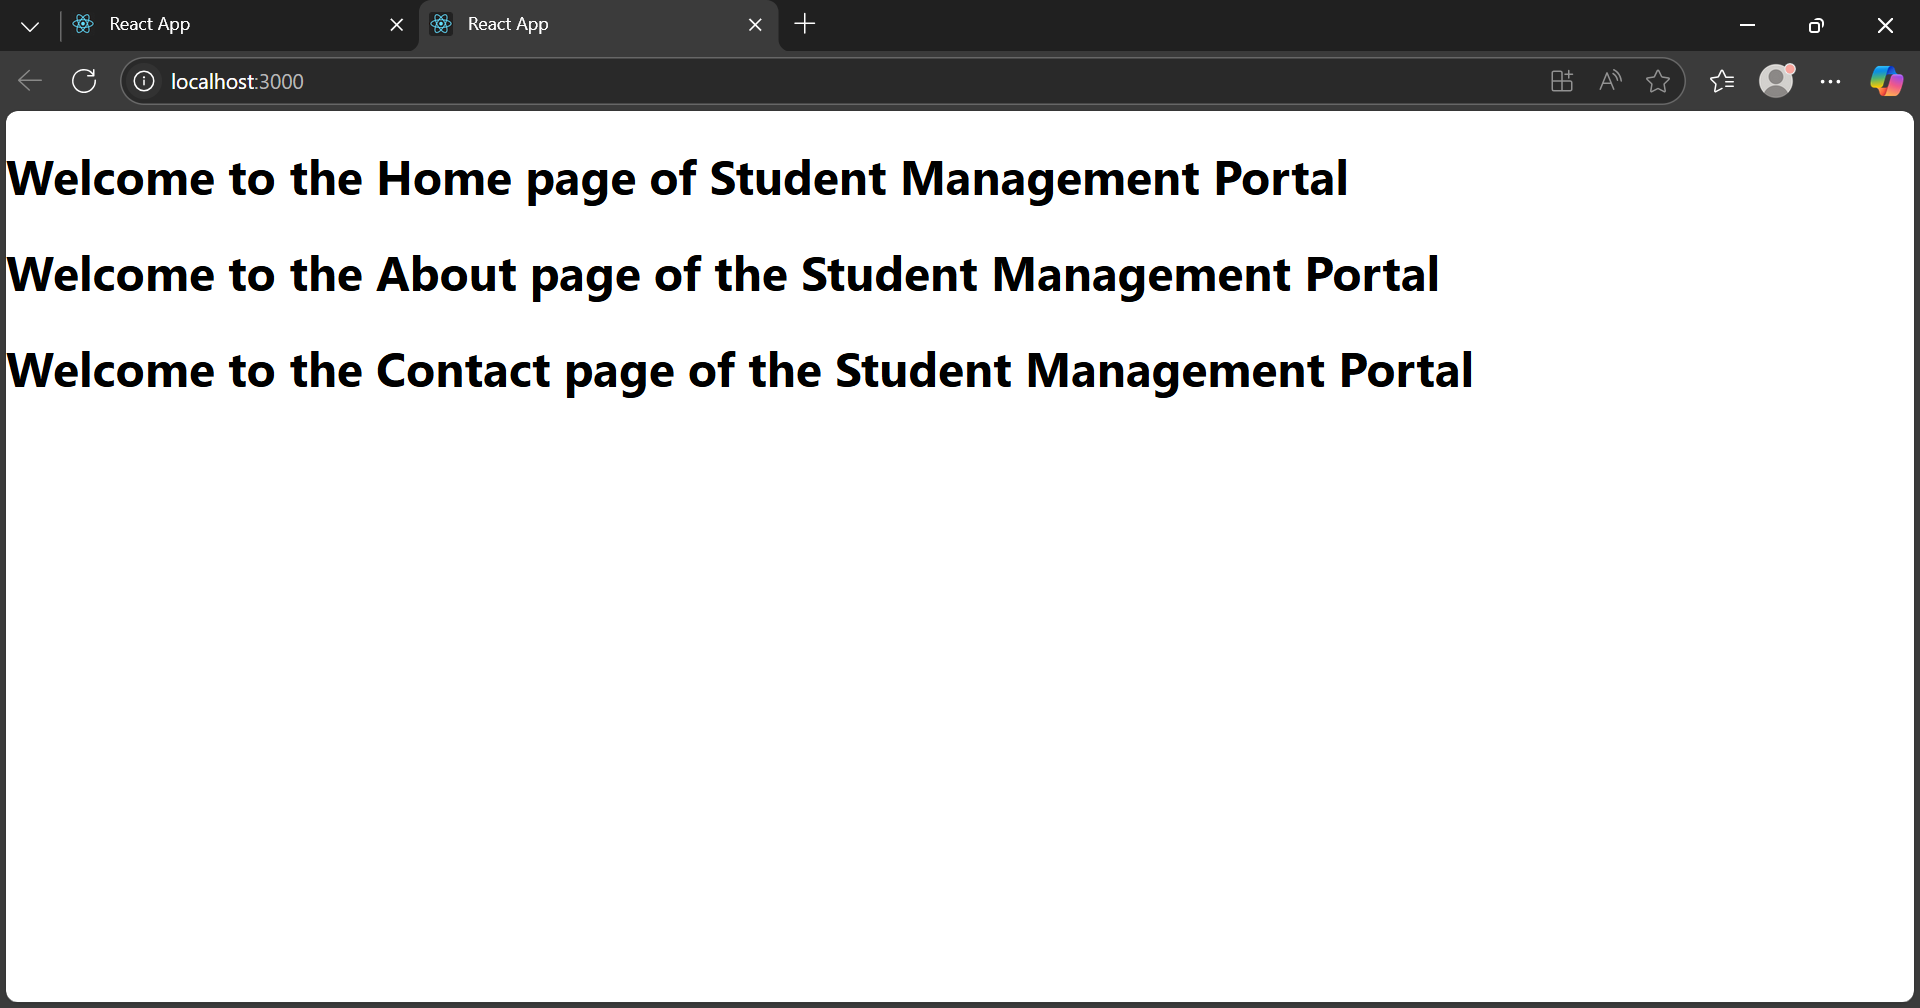 React App
React App
localhost:3000
Welcome to the Home page of Student Management Portal
Welcome to the About page of the Student Management Portal
Welcome to the Contact page of the Student Management Portal